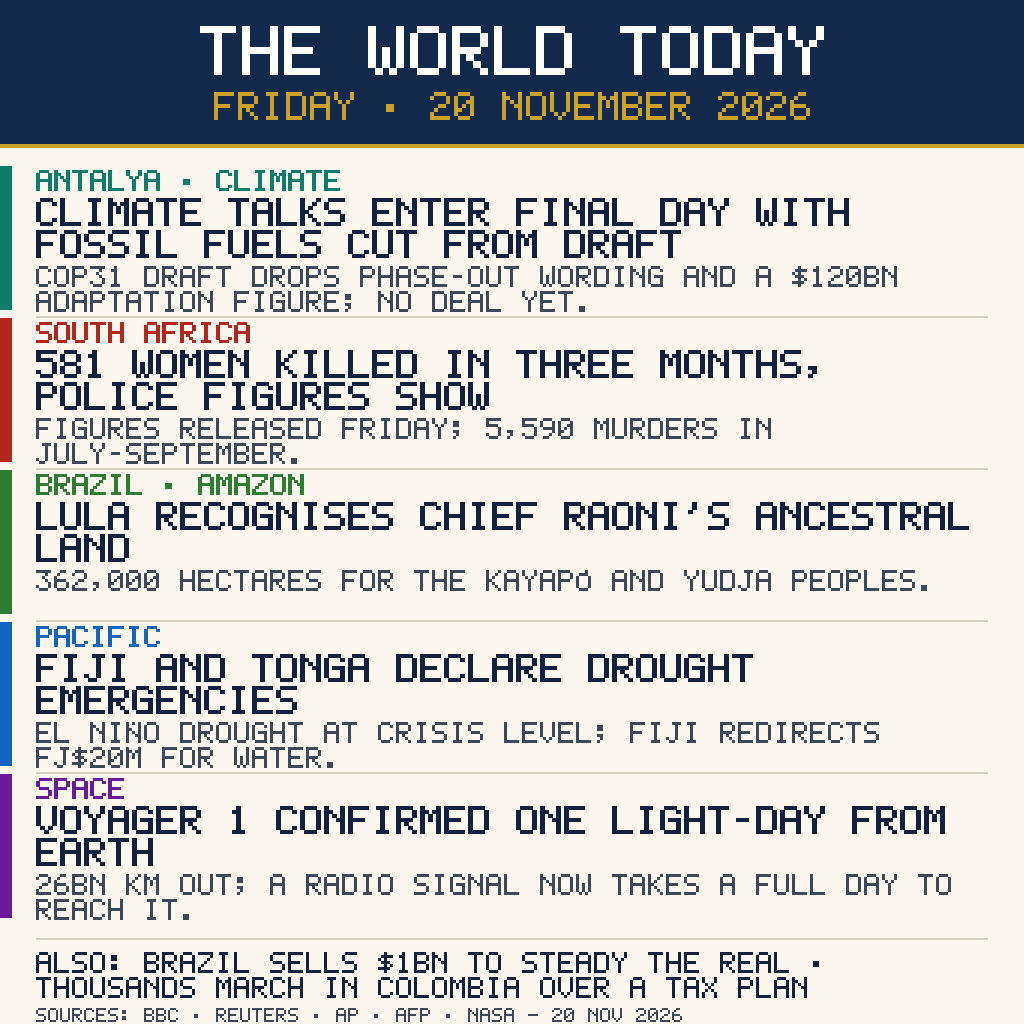 THE WORLD TODAY
FRIDAY · 20 NOVEMBER 2026
ANTALYA · CLIMATE
CLIMATE TALKS ENTER FINAL DAY WITH
FOSSIL FUELS CUT FROM DRAFT
COP31 DRAFT DROPS PHASE-OUT WORDING AND A $120BN
ADAPTATION FIGURE; NO DEAL YET.
SOUTH AFRICA
581 WOMEN KILLED IN THREE MONTHS,
POLICE FIGURES SHOW
FIGURES RELEASED FRIDAY; 5,590 MURDERS IN
JULY-SEPTEMBER.
BRAZIL · AMAZON
LULA RECOGNISES CHIEF RAONI'S ANCESTRAL
LAND
362,000 HECTARES FOR THE KAYAPÓ AND YUDJA PEOPLES.
PACIFIC
FIJI AND TONGA DECLARE DROUGHT
EMERGENCIES
EL NIÑO DROUGHT AT CRISIS LEVEL; FIJI REDIRECTS
FJ$20M FOR WATER.
SPACE
VOYAGER 1 CONFIRMED ONE LIGHT-DAY FROM
EARTH
26BN KM OUT; A RADIO SIGNAL NOW TAKES A FULL DAY TO
REACH IT.
ALSO: BRAZIL SELLS $1BN TO STEADY THE REAL ·
THOUSANDS MARCH IN COLOMBIA OVER A TAX PLAN
SOURCES: BBC · REUTERS · AP · AFP · NASA – 20 NOV 2026